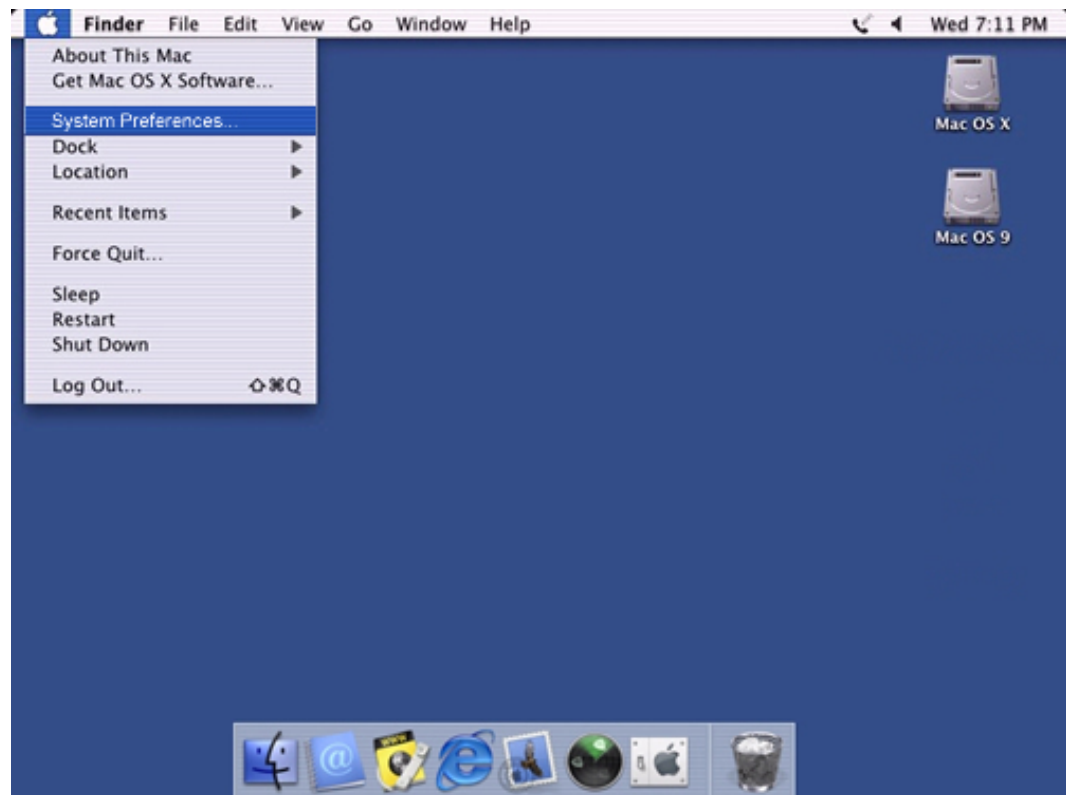 Finder File Edit View Go Window Help Wed 7:11 PM
About This Mac
Get Mac OS X Software...
System Preferences...
Dock
Location
Recent Items
Force Quit...
Sleep
Restart
Shut Down
Log Out... ⇧⌘Q
Mac OS X
Mac OS 9
WWW
@